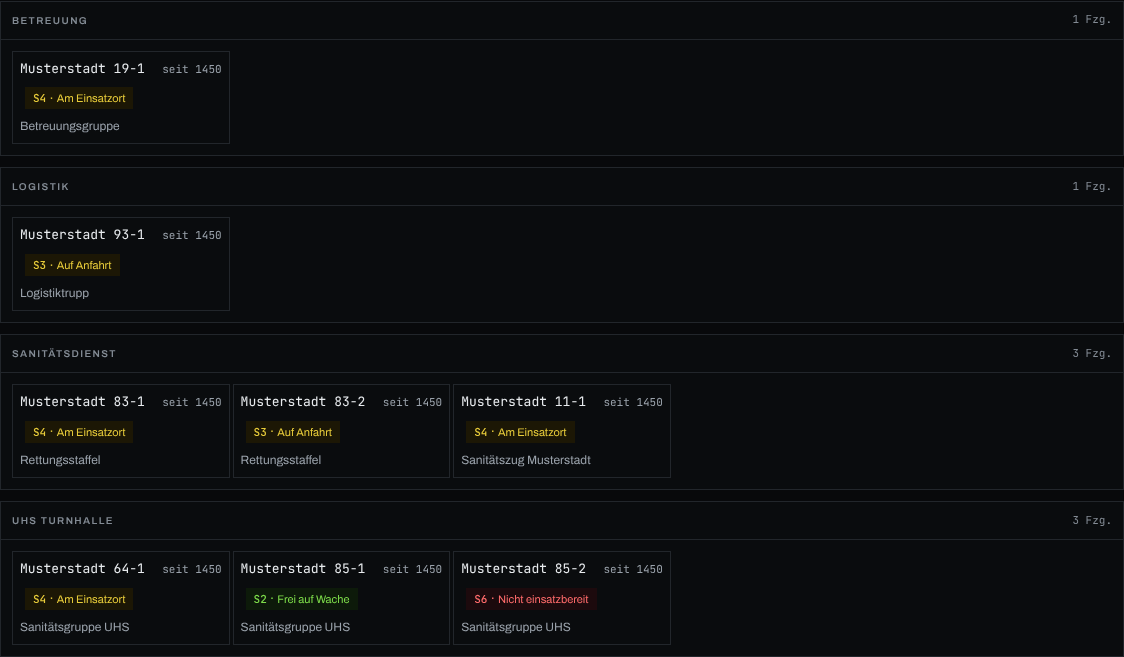 BETREUUNG 1 Fzg.
Musterstadt 19-1 seit 1450
S4 · Am Einsatzort
Betreuungsgruppe
LOGISTIK 1 Fzg.
Musterstadt 93-1 seit 1450
S3 · Auf Anfahrt
Logistiktrupp
SANITÄTSDIENST 3 Fzg.
Musterstadt 83-1 seit 1450 Musterstadt 83-2 seit 1450 Musterstadt 11-1 seit 1450
S4 · Am Einsatzort S3 · Auf Anfahrt S4 · Am Einsatzort
Rettungsstaffel Rettungsstaffel Sanitätszug Musterstadt
UHS TURNHALLE 3 Fzg.
Musterstadt 64-1 seit 1450 Musterstadt 85-1 seit 1450 Musterstadt 85-2 seit 1450
S4 · Am Einsatzort S2 · Frei auf Wache S6 · Nicht einsatzbereit
Sanitätsgruppe UHS Sanitätsgruppe UHS Sanitätsgruppe UHS